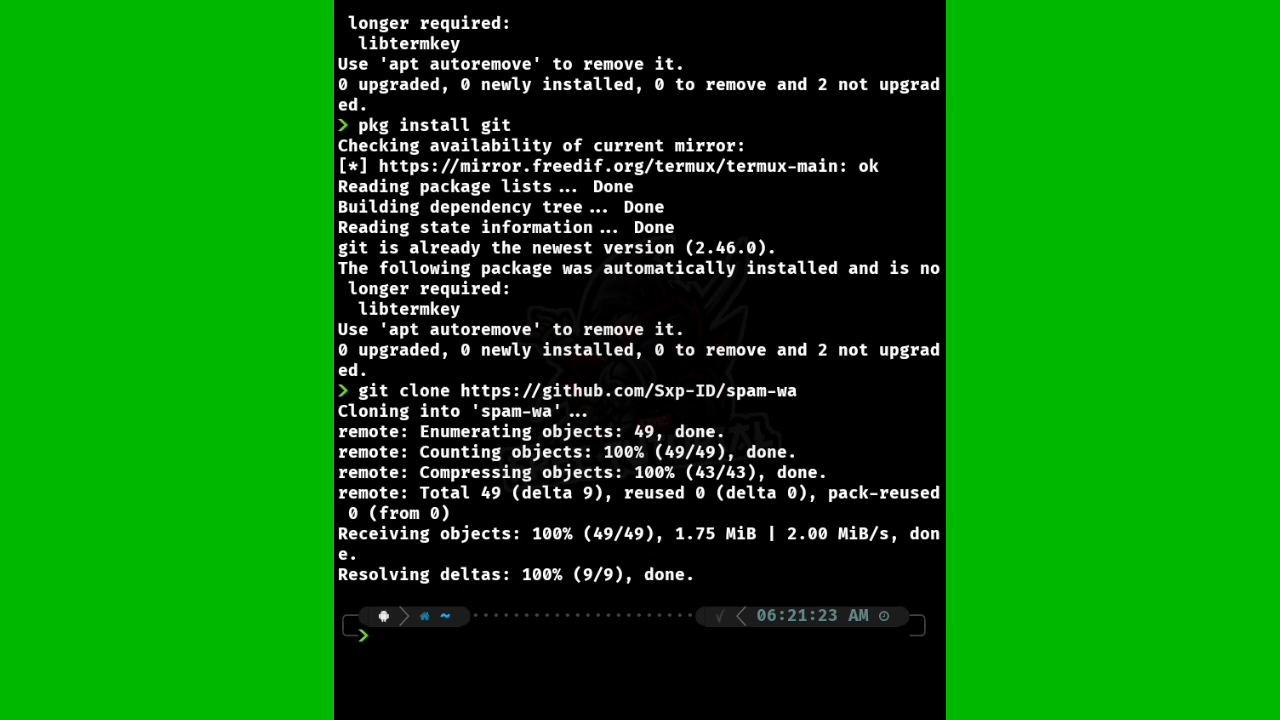 longer required:
libtermkey
Use 'apt autoremove' to remove it.
0 upgraded, 0 newly installed, 0 to remove and 2 not upgrad
ed.
❯ pkg install git
Checking availability of current mirror:
[*] https://mirror.freedif.org/termux/termux-main: ok
Reading package lists... Done
Building dependency tree... Done
Reading state information... Done
git is already the newest version (2.46.0).
The following package was automatically installed and is no
longer required:
libtermkey
Use 'apt autoremove' to remove it.
0 upgraded, 0 newly installed, 0 to remove and 2 not upgrad
ed.
❯ git clone https://github.com/Sxp-ID/spam-wa
Cloning into 'spam-wa'...
remote: Enumerating objects: 49, done.
remote: Counting objects: 100% (49/49), done.
remote: Compressing objects: 100% (43/43), done.
remote: Total 49 (delta 9), reused 0 (delta 0), pack-reused
0 (from 0)
Receiving objects: 100% (49/49), 1.75 MiB | 2.00 MiB/s, don
e.
Resolving deltas: 100% (9/9), done.
~ 06:21:23 AM
❯